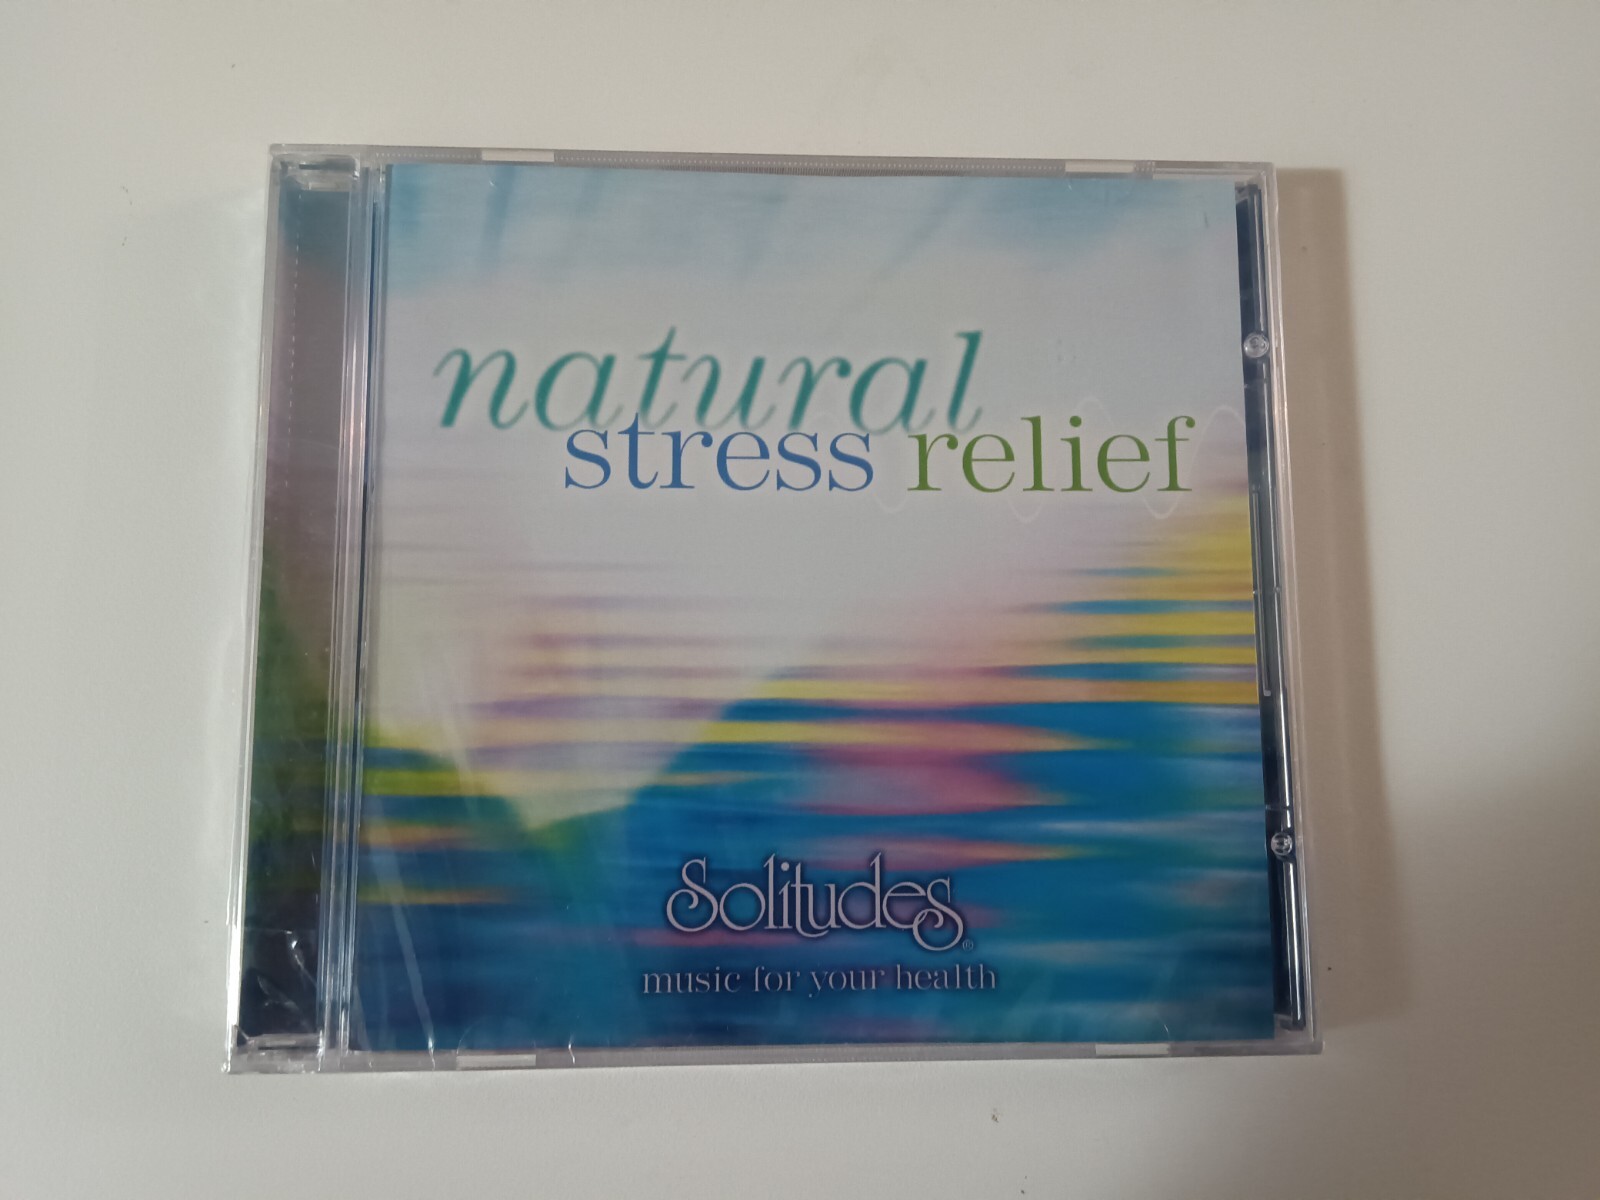 natural
stress relief
Solitudes®
music for your health